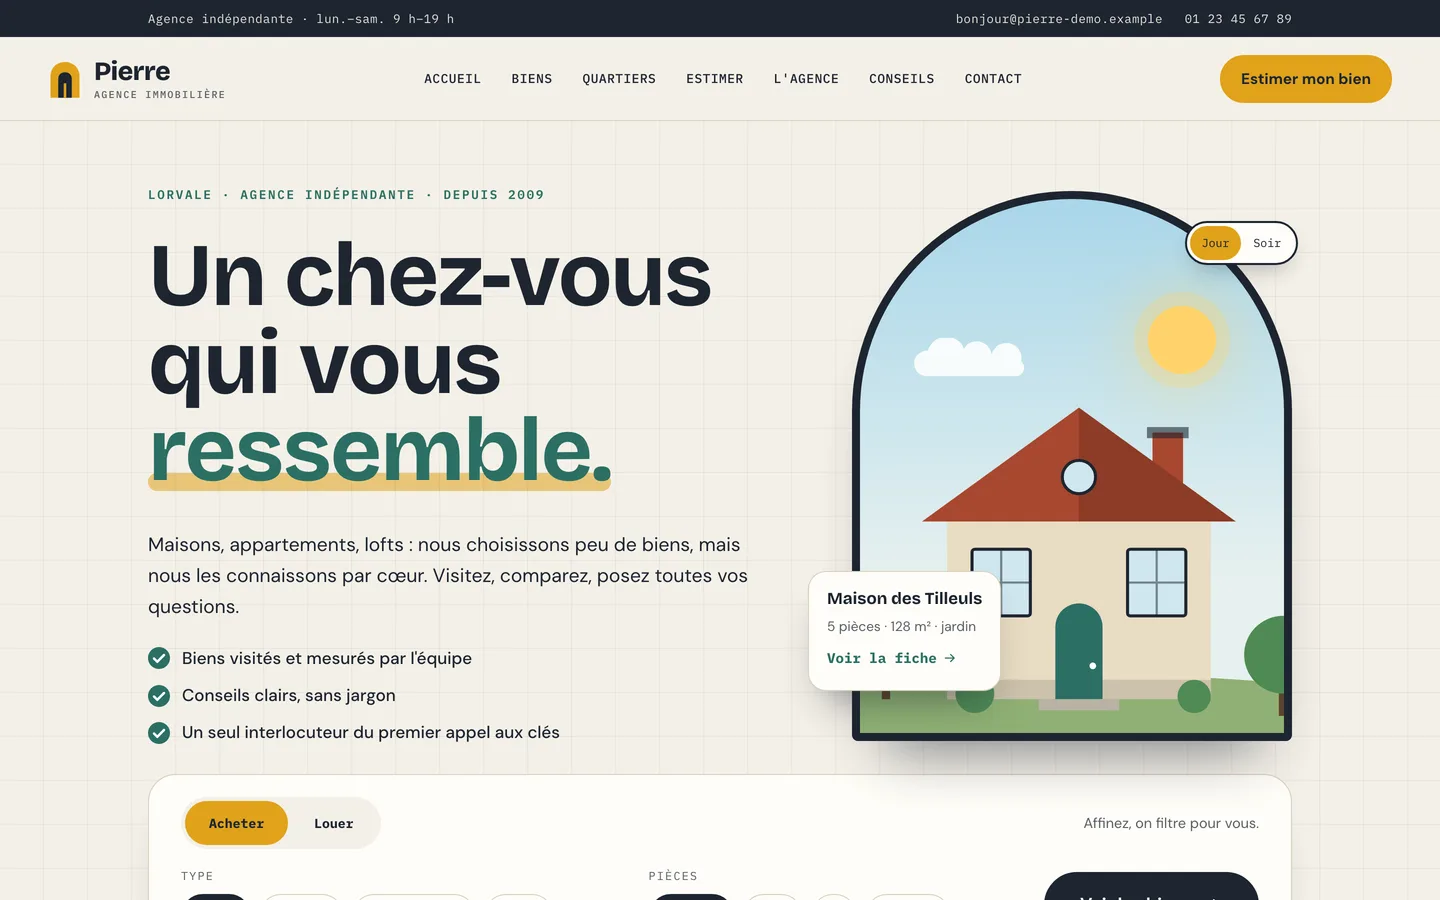 Agence indépendante · lun.–sam. 9 h–19 h
bonjour@pierre-demo.example 01 23 45 67 89
Pierre
AGENCE IMMOBILIÈRE
ACCUEIL BIENS QUARTIERS ESTIMER L'AGENCE CONSEILS CONTACT
Estimer mon bien
LORVALE · AGENCE INDÉPENDANTE · DEPUIS 2009
Un chez-vous
qui vous
ressemble.
Maisons, appartements, lofts : nous choisissons peu de biens, mais
nous les connaissons par cœur. Visitez, comparez, posez toutes vos
questions.
Biens visités et mesurés par l'équipe
Conseils clairs, sans jargon
Un seul interlocuteur du premier appel aux clés
Jour Soir
Maison des Tilleuls
5 pièces · 128 m² · jardin
Voir la fiche →
Acheter Louer
Affinez, on filtre pour vous.
TYPE
PIÈCES